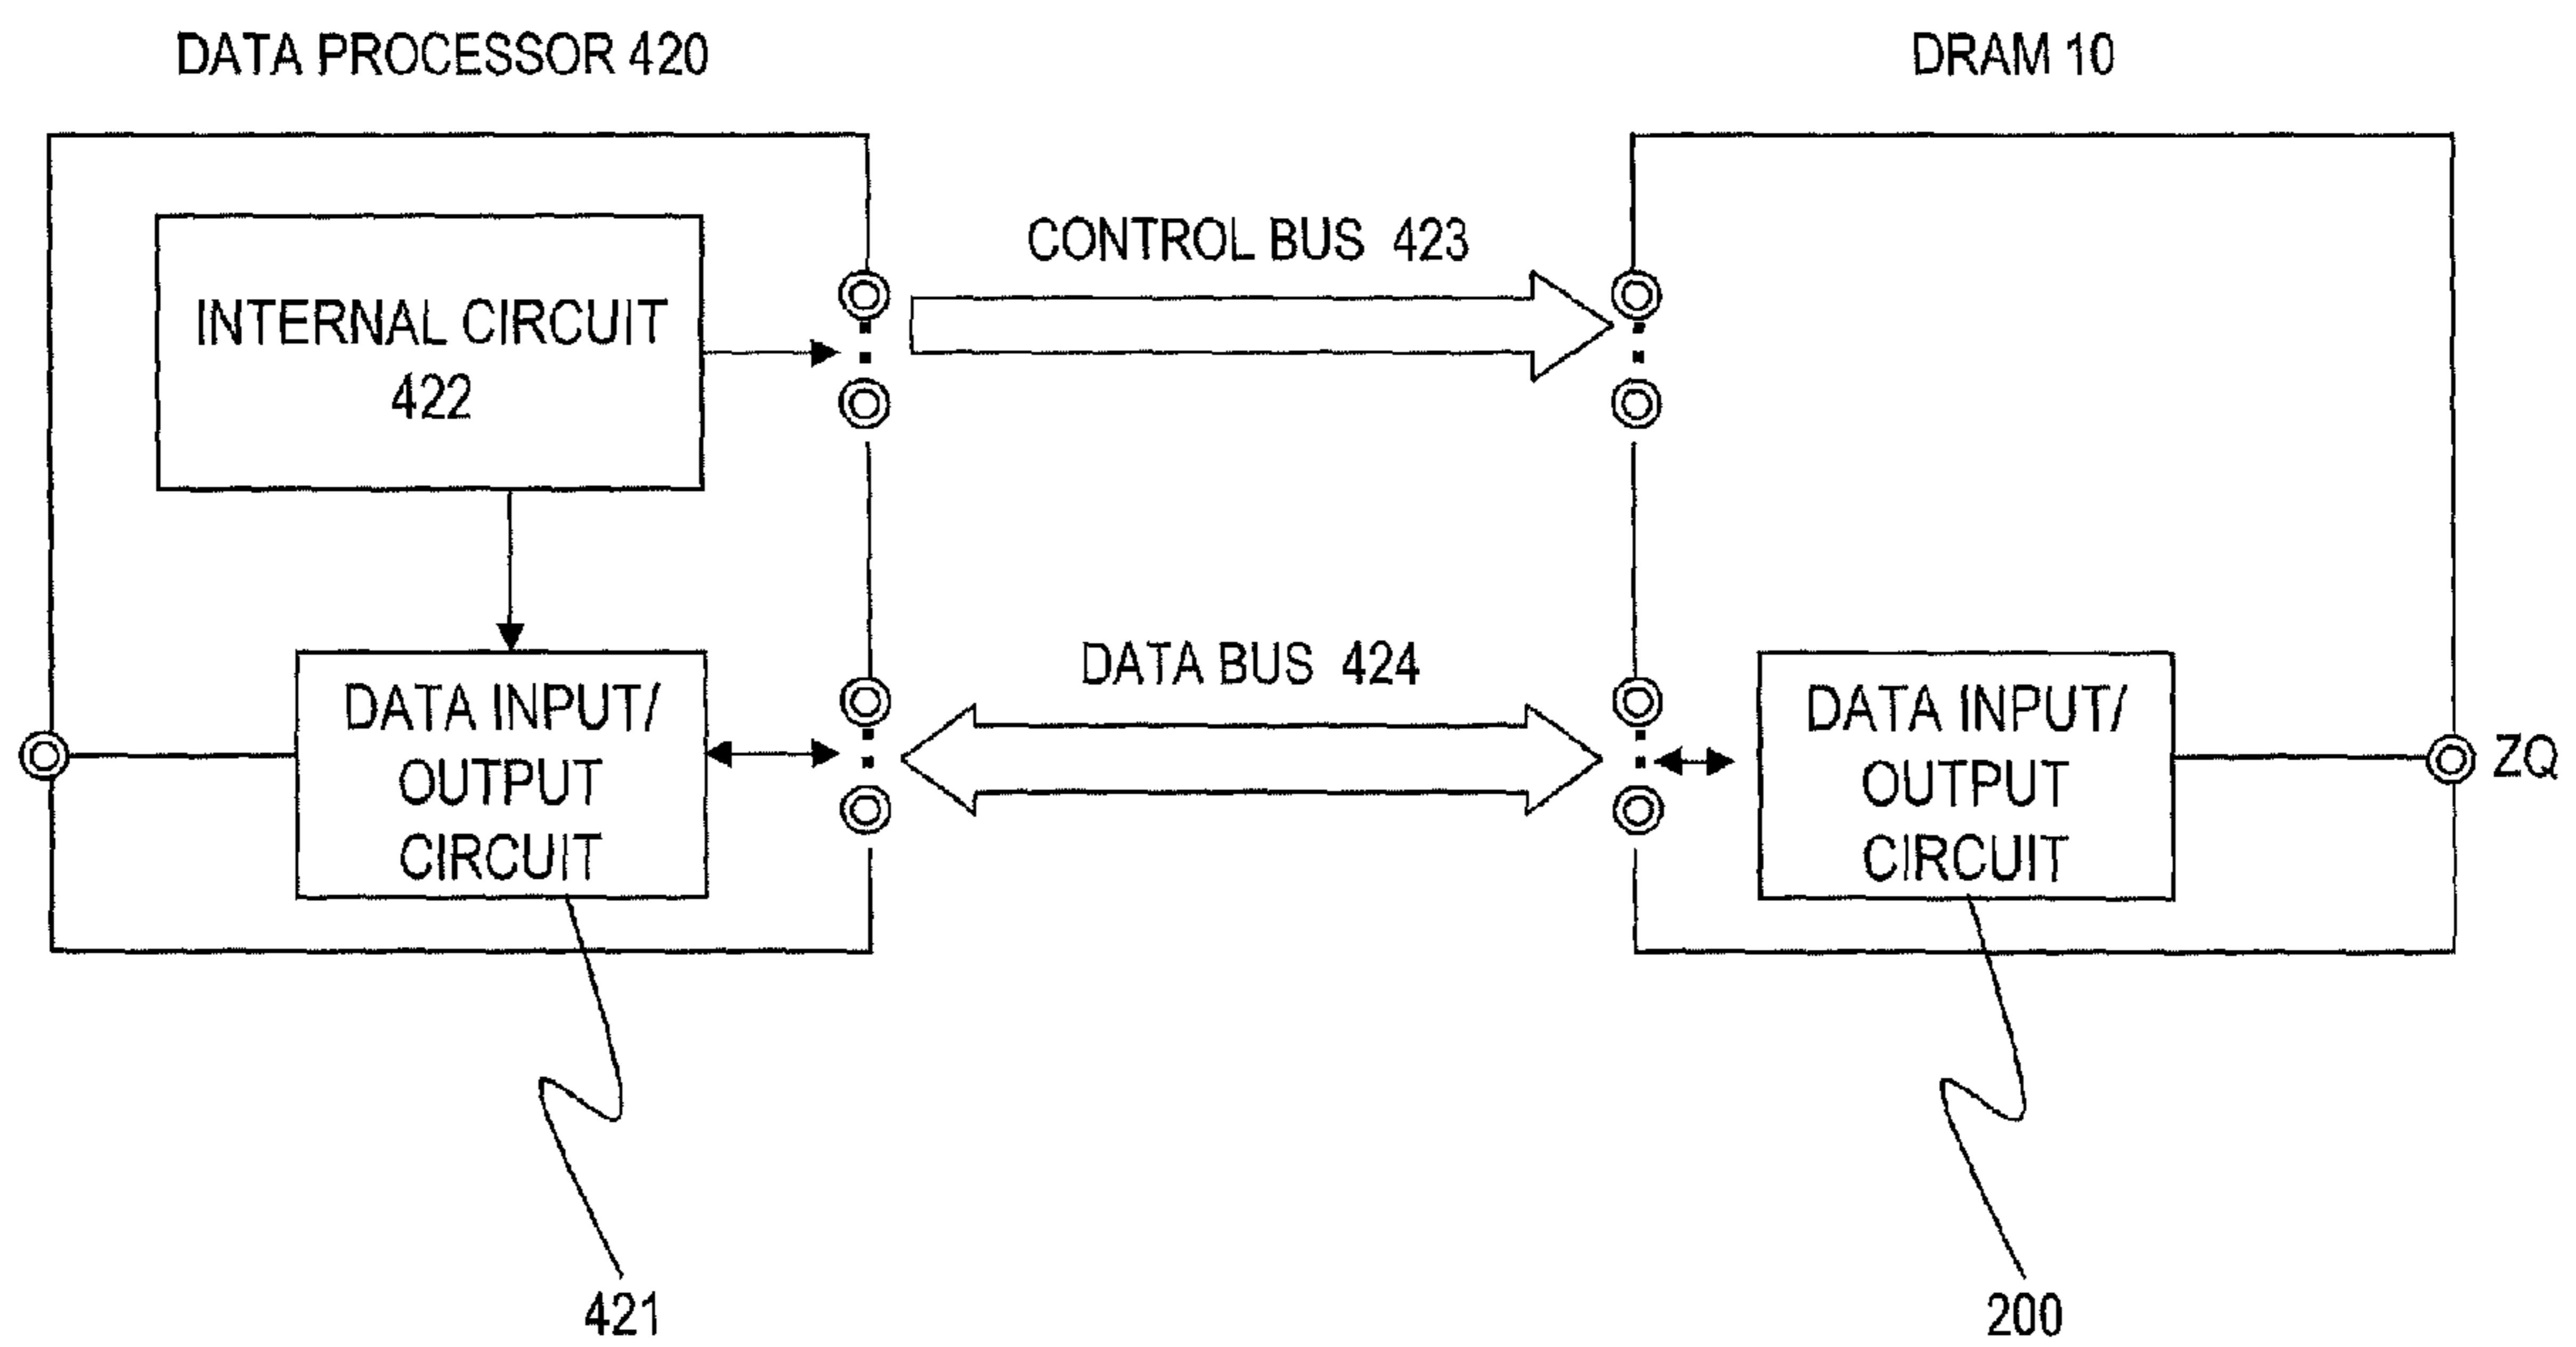 DATA PROCESSOR 420
DRAM 10
CONTROL BUS 423
INTERNAL CIRCUIT
422
DATA BUS 424
DATA INPUT/
OUTPUT
CIRCUIT
DATA INPUT/
OUTPUT
CIRCUIT
ZQ
421
200